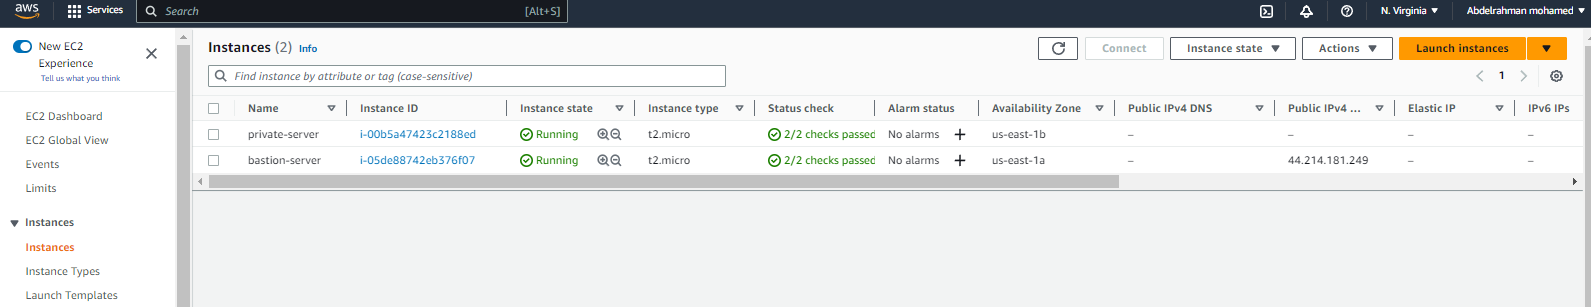 aws Services Search [Alt+S] N. Virginia Abdelrahman mohamed
New EC2 Experience
Tell us what you think
EC2 Dashboard
EC2 Global View
Events
Limits
Instances
Instances
Instance Types
Launch Templates
Instances (2) Info Connect Instance state Actions Launch instances
Find instance by attribute or tag (case-sensitive) 1
Name Instance ID Instance state Instance type Status check Alarm status Availability Zone Public IPv4 DNS Public IPv4 ... Elastic IP IPv6 IPs
private-server i-00b5a47423c2188ed Running t2.micro 2/2 checks passed No alarms + us-east-1b – – – –
bastion-server i-05de88742eb376f07 Running t2.micro 2/2 checks passed No alarms + us-east-1a – 44.214.181.249 – –